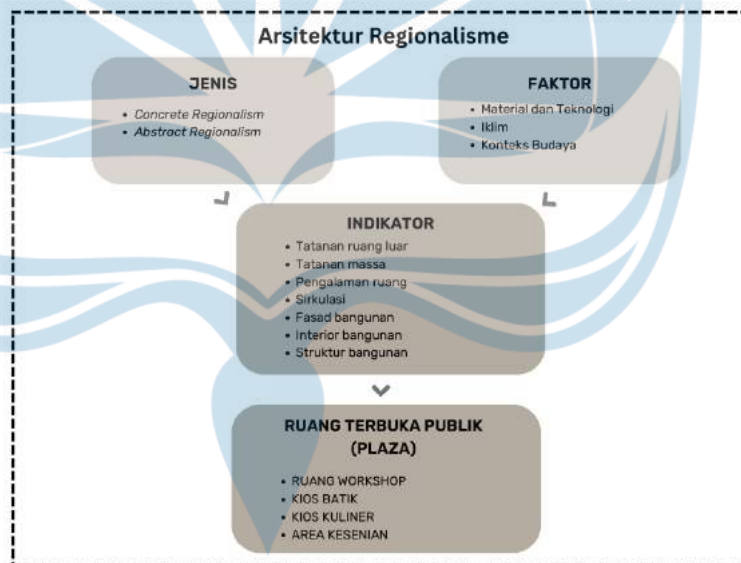 Arsitektur Regionalisme
JENIS
• Concrete Regionalism
• Abstract Regionalism
FAKTOR
• Material dan Teknologi
• Iklim
• Konteks Budaya
INDIKATOR
• Tatanan ruang luar
• Tatanan massa
• Pengalaman ruang
• Sirkulasi
• Fasad bangunan
• Interior bangunan
• Struktur bangunan
RUANG TERBUKA PUBLIK
(PLAZA)
• RUANG WORKSHOP
• KIOS BATIK
• KIOS KULINER
• AREA KESENIAN